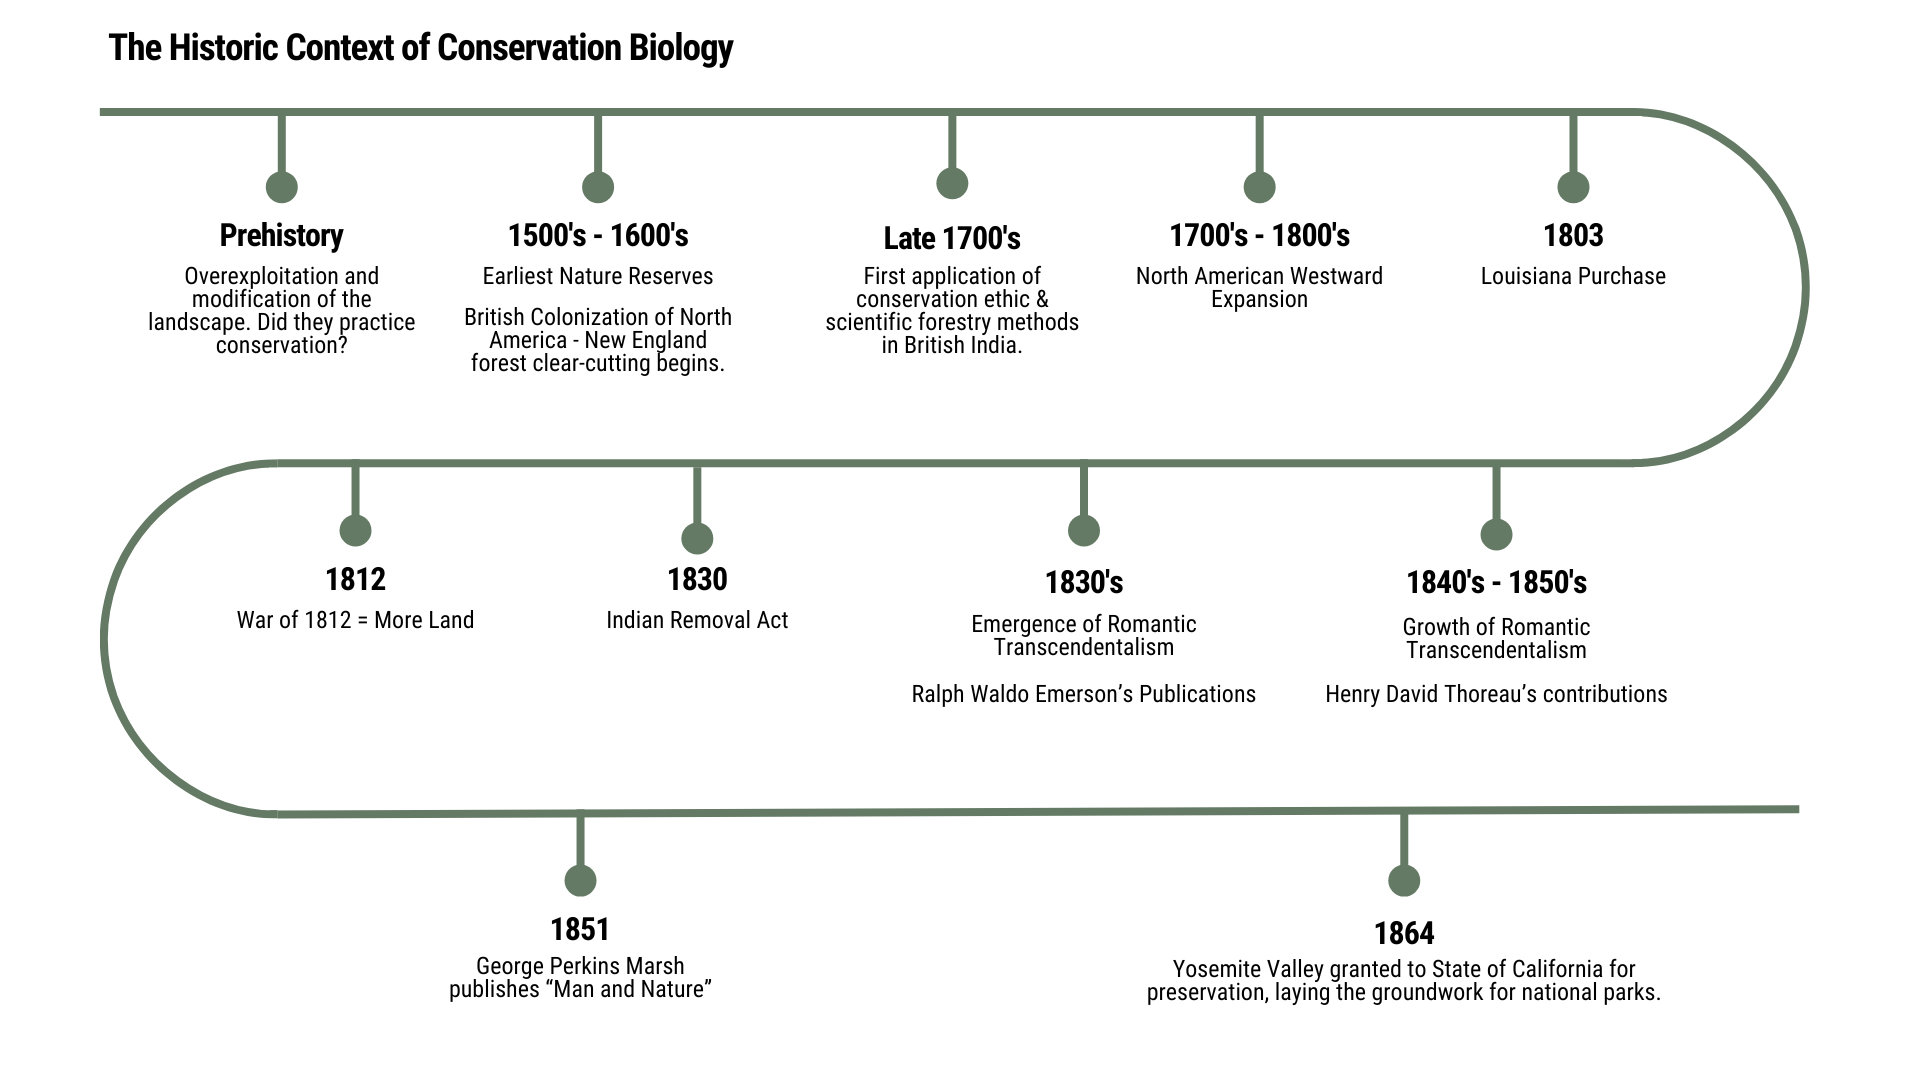 The Historic Context of Conservation Biology
Prehistory
Overexploitation and
modification of the
landscape. Did they practice
conservation?
1500's - 1600's
Earliest Nature Reserves
British Colonization of North
America - New England
forest clear-cutting begins.
Late 1700's
First application of
conservation ethic &
scientific forestry methods
in British India.
1700's - 1800's
North American Westward
Expansion
1803
Louisiana Purchase
1812
War of 1812 = More Land
1830
Indian Removal Act
1830's
Emergence of Romantic
Transcendentalism
Ralph Waldo Emerson’s Publications
1840's - 1850's
Growth of Romantic
Transcendentalism
Henry David Thoreau’s contributions
1851
George Perkins Marsh
publishes “Man and Nature”
1864
Yosemite Valley granted to State of California for
preservation, laying the groundwork for national parks.